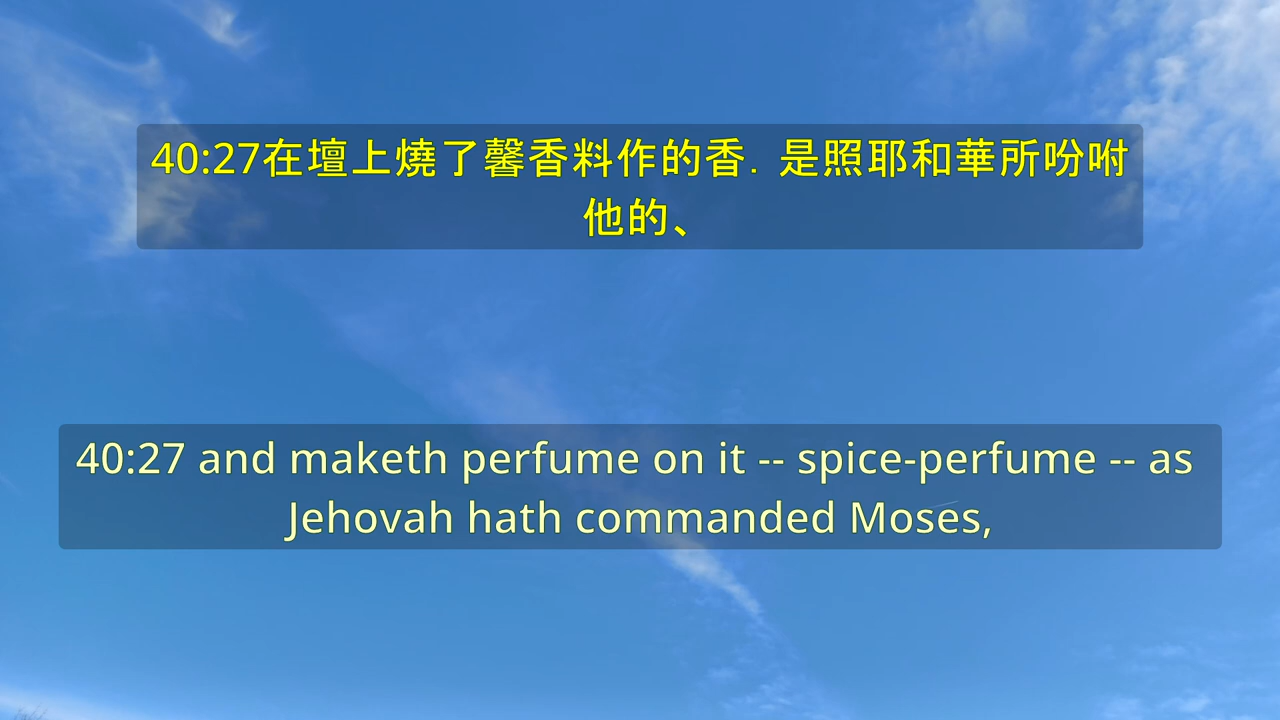 40:27在壇上燒了馨香料作的香. 是照耶和華所吩咐
他的、
40:27 and maketh perfume on it -- spice-perfume -- as
Jehovah hath commanded Moses,